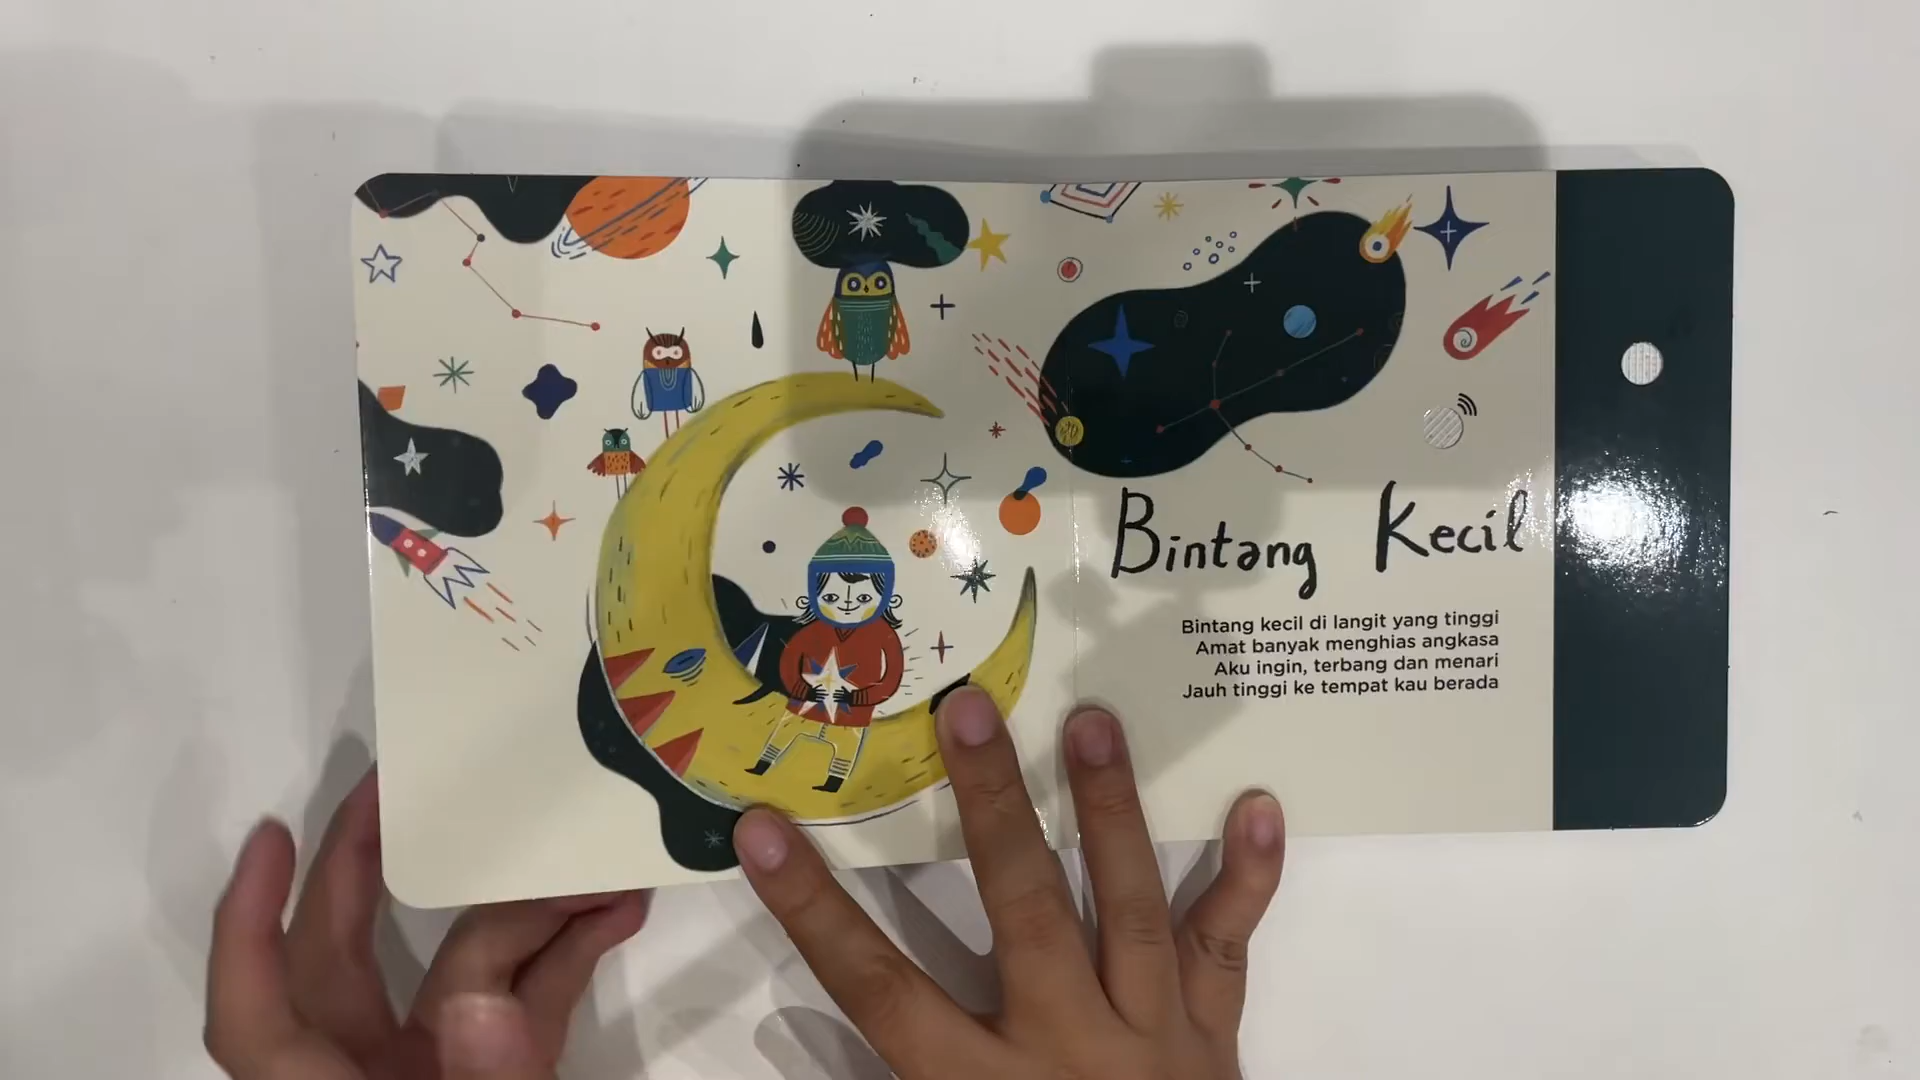 Bintang Kecil
Bintang kecil di langit yang tinggi
Amat banyak menghias angkasa
Aku ingin, terbang dan menari
Jauh tinggi ke tempat kau berada